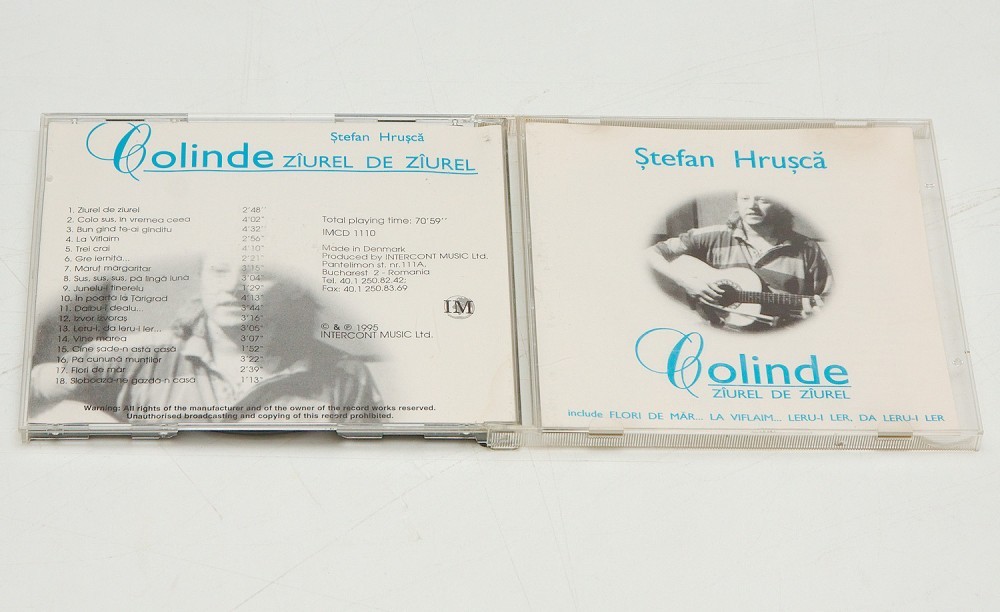 Ștefan Hrușcă
Colinde ZÎUREL DE ZÎUREL
1. Ziurel de ziurel 2'48''
2. Colo sus, în vremea ceea 4'02''
3. Bun gînd te-ai gînditu 4'32''
4. La Viflaim 2'56''
5. Trei crai 4'10''
6. Gre ierniță... 2'21''
7. Măruț mărgăritar 3'15''
8. Sus, sus, sus, pă lîngă lună 3'04''
9. Junelu-i tinerelu 1'29''
10. În poarta la Țarigrad 4'13''
11. Dalbu-i dealu... 3'44''
12. Izvor izvoraș 3'16''
13. Leru-i, da leru-i ler... 3'05''
14. Vine marea 3'07''
15. Cine șade-n astă casă 1'52''
16. Pă cunună munților 3'22''
17. Flori de măr 2'39''
18. Sloboază-ne gazdă-n casă 1'13''
Total playing time: 70'59''
IMCD 1110
Made in Denmark
Produced by INTERCONT MUSIC Ltd.
Pantelimon st. nr.111A,
Bucharest 2 - Romania
Tel. 40.1 250.82.42;
Fax: 40.1 250.83.69
IM
© & ℗ 1995
INTERCONT MUSIC Ltd.
Warning: All rights of the manufacturer and of the owner of the record works reserved.
Unauthorised broadcasting and copying of this record prohibited.
Ștefan Hrușcă
Colinde
ZÎUREL DE ZÎUREL
include FLORI DE MĂR... LA VIFLAIM... LERU-I LER, DA LERU-I LER